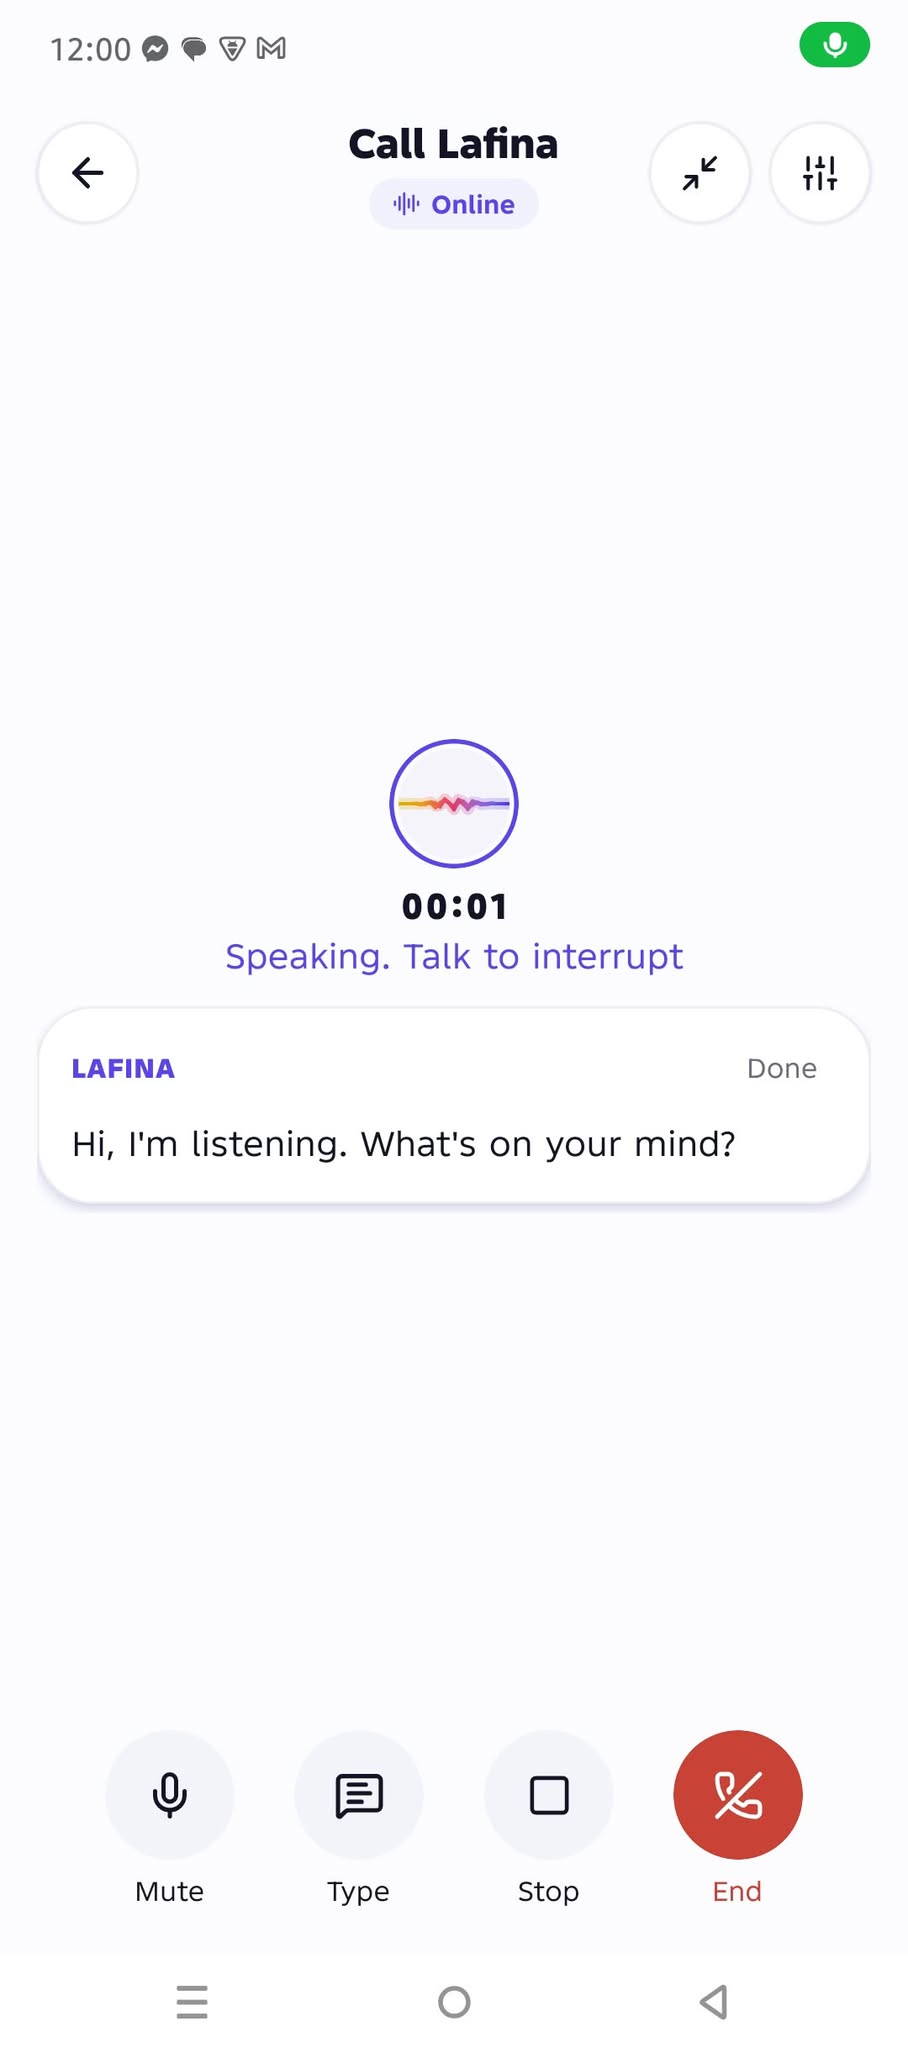 12:00
Call Lafina
Online
00:01
Speaking. Talk to interrupt
LAFINA
Done
Hi, I'm listening. What's on your mind?
Mute
Type
Stop
End